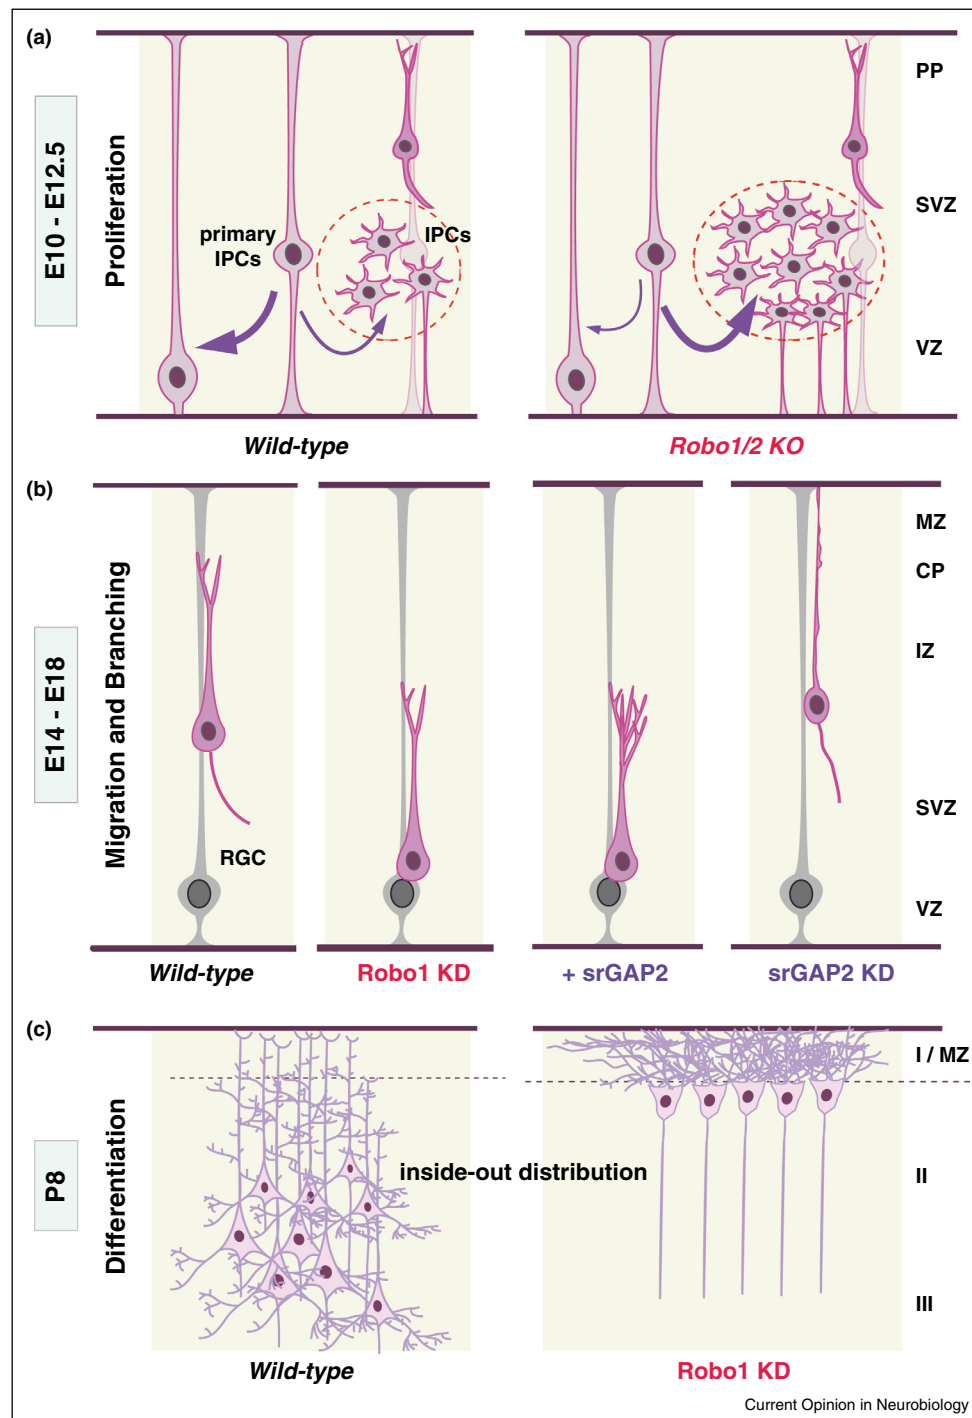 (a)
E10 - E12.5
Proliferation
primary
IPCs
IPCs
PP
SVZ
VZ
Wild-type
Robo1/2 KO
(b)
E14 - E18
Migration and Branching
RGC
MZ
CP
IZ
SVZ
VZ
Wild-type
Robo1 KD
+ srGAP2
srGAP2 KD
(c)
P8
Differentiation
inside-out distribution
I / MZ
II
III
Wild-type
Robo1 KD
Current Opinion in Neurobiology